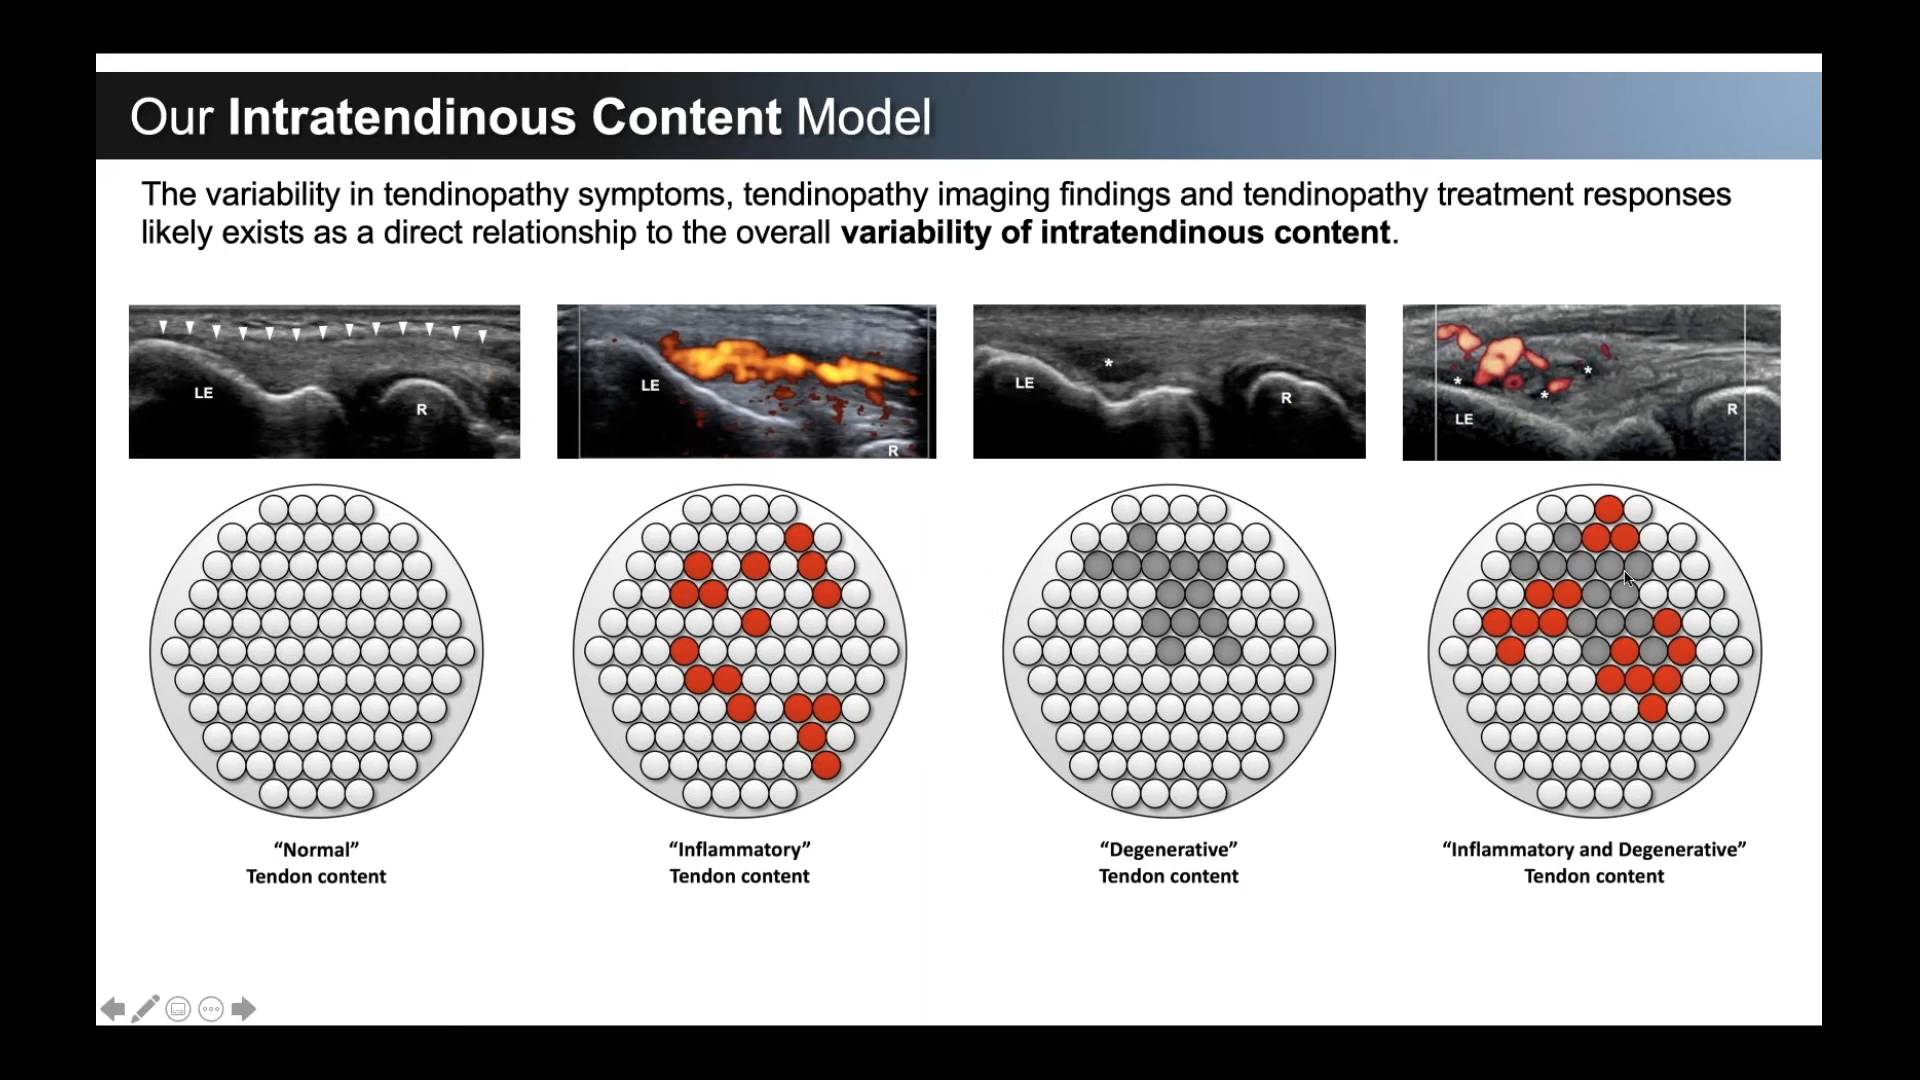 Our Intratendinous Content Model
The variability in tendinopathy symptoms, tendinopathy imaging findings and tendinopathy treatment responses
likely exists as a direct relationship to the overall variability of intratendinous content.
LE
R
LE
R
*
LE
R
*
*
*
LE
R
“Normal”
Tendon content
“Inflammatory”
Tendon content
“Degenerative”
Tendon content
“Inflammatory and Degenerative”
Tendon content